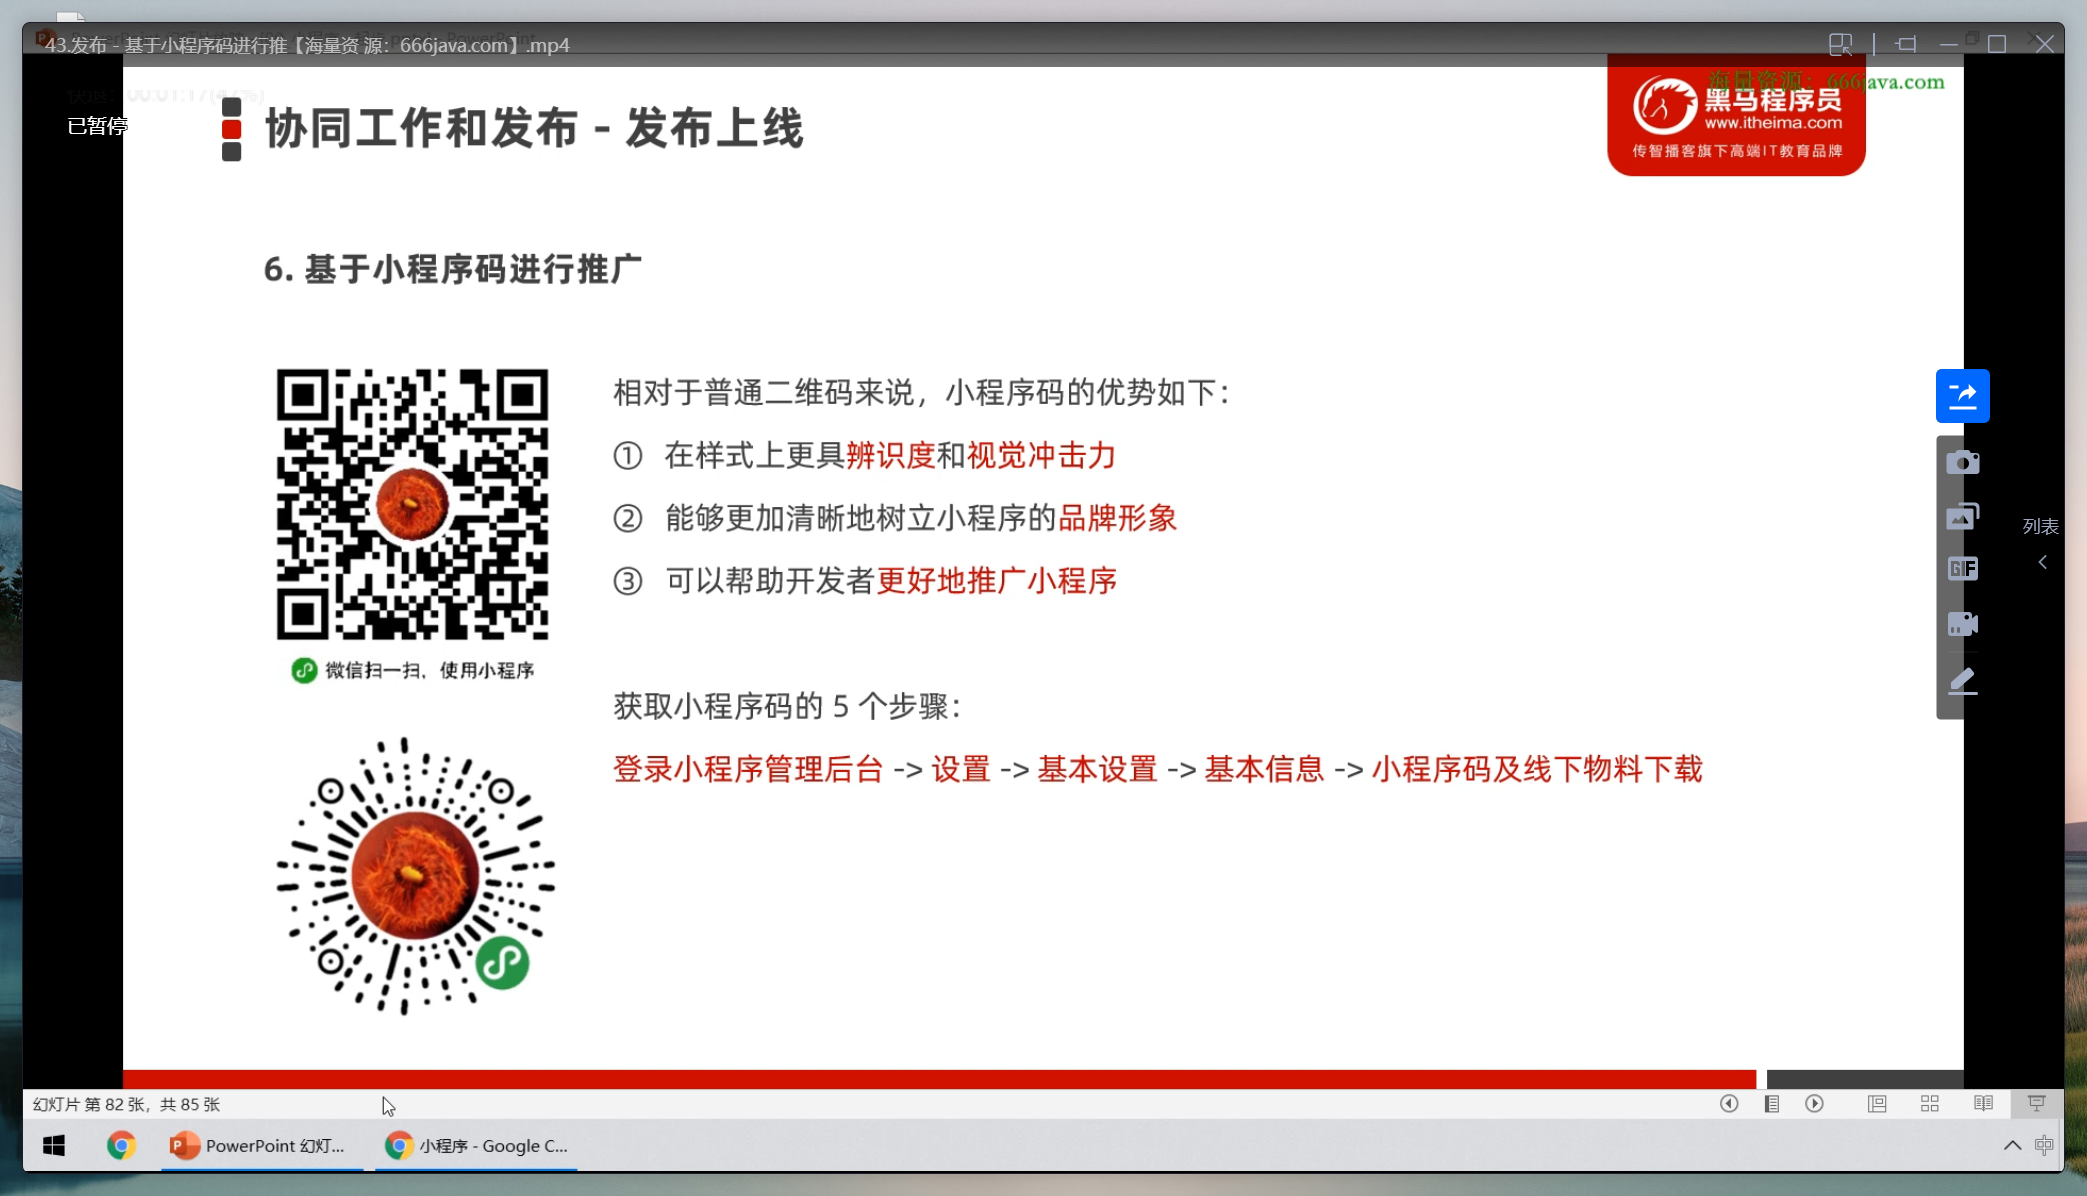 43.发布 - 基于小程序码进行推【海量资 源：666java.com】.mp4
已暂停
协同工作和发布 - 发布上线
海量资源：666java.com
黑马程序员
www.itheima.com
传智播客旗下高端IT教育品牌
6. 基于小程序码进行推广
相对于普通二维码来说，小程序码的优势如下：
① 在样式上更具辨识度和视觉冲击力
② 能够更加清晰地树立小程序的品牌形象
③ 可以帮助开发者更好地推广小程序
微信扫一扫，使用小程序
获取小程序码的 5 个步骤：
登录小程序管理后台 -> 设置 -> 基本设置 -> 基本信息 -> 小程序码及线下物料下载
GIF
列表
幻灯片 第 82 张，共 85 张
PowerPoint 幻灯...
小程序 - Google C...
中